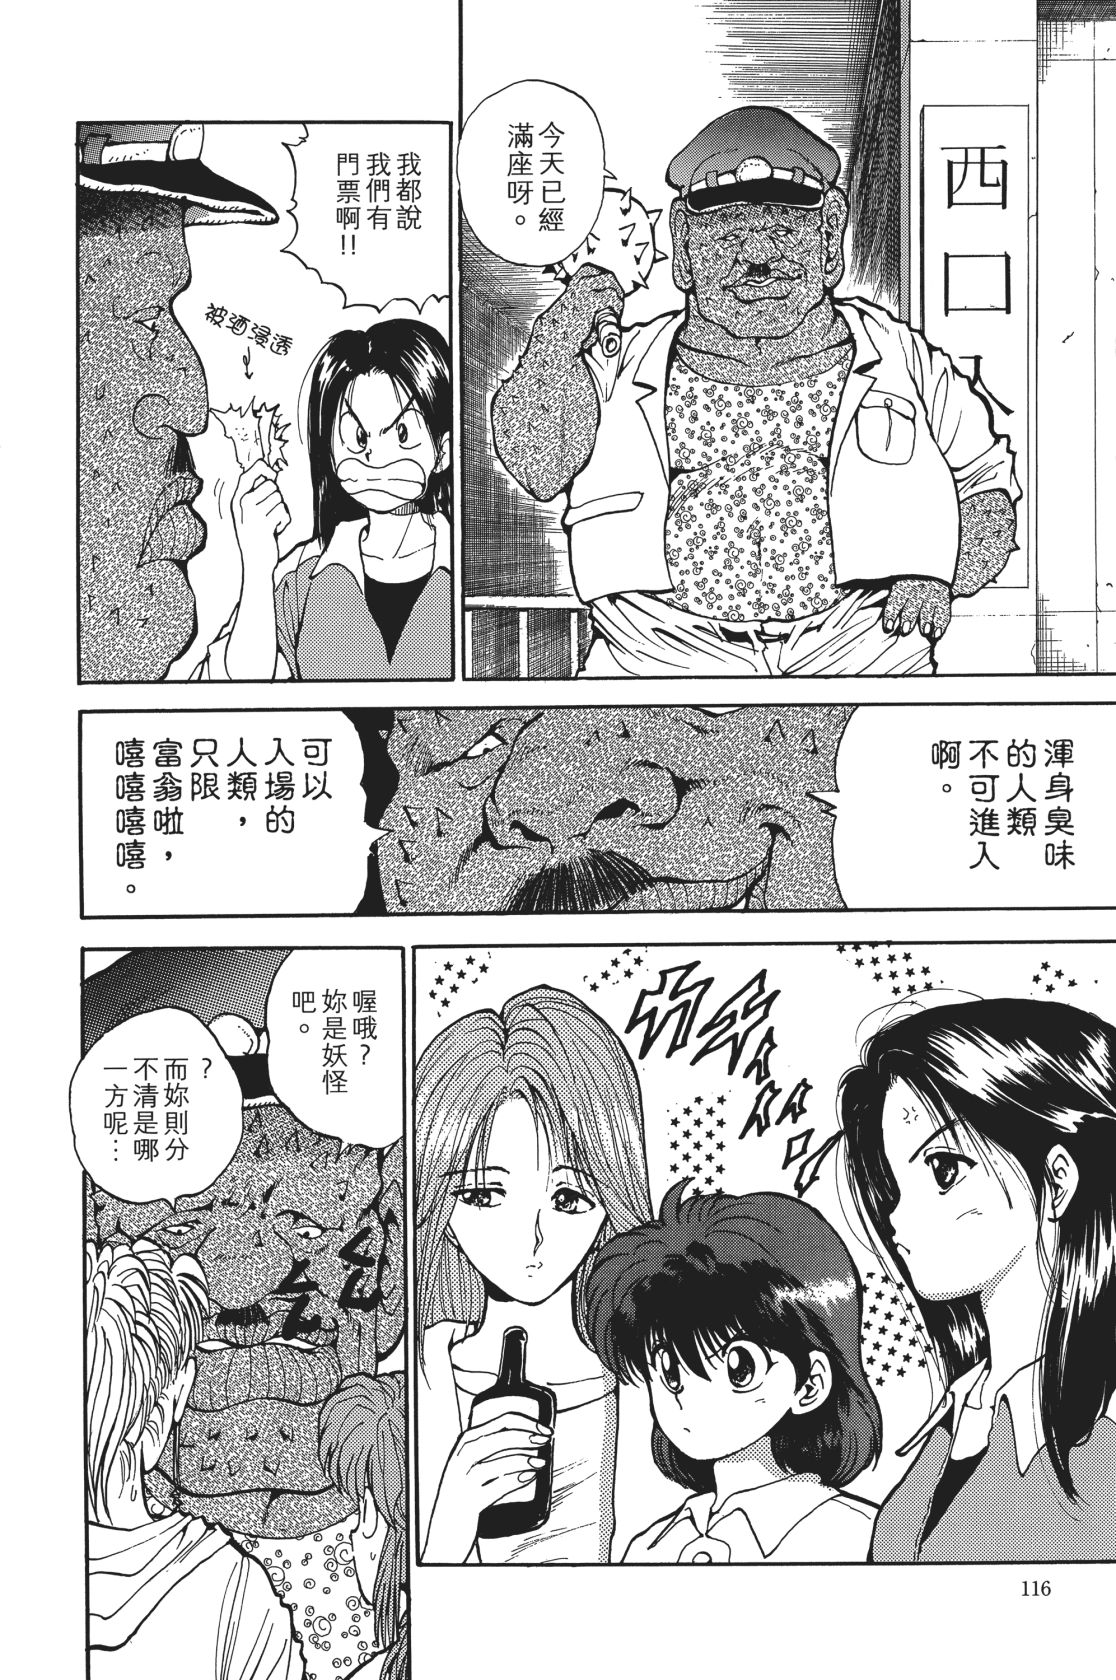 西口
今天已經
滿座呀。
我都說
我們有
門票啊!!
被酒浸透
渾身臭味
的人類
不可進入
啊。
可以
入場的
人類，
只限
富翁啦，
嘻嘻嘻嘻。
喔哦？
妳是妖怪
吧。
？
而妳則分
不清是哪
一方呢…
116